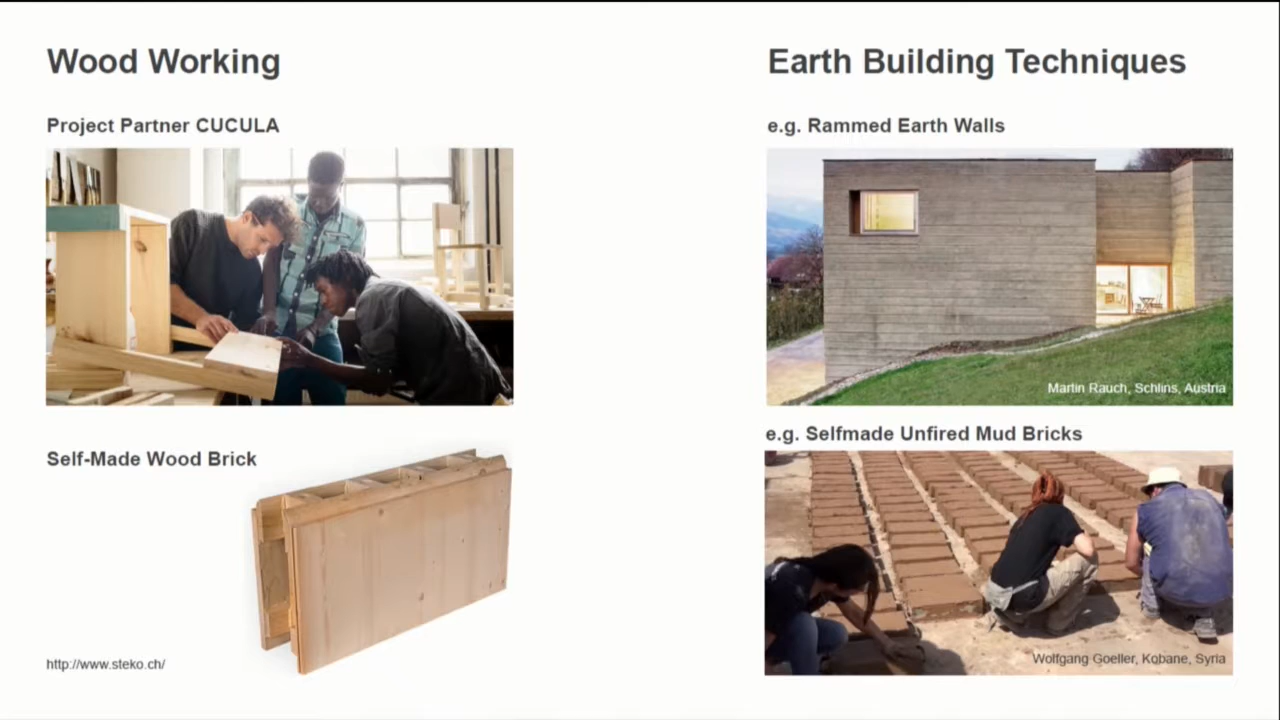 Wood Working
Project Partner CUCULA
Self-Made Wood Brick
http://www.steko.ch/
Earth Building Techniques
e.g. Rammed Earth Walls
Martin Rauch, Schlins, Austria
e.g. Selfmade Unfired Mud Bricks
Wolfgang Goeller, Kobane, Syria